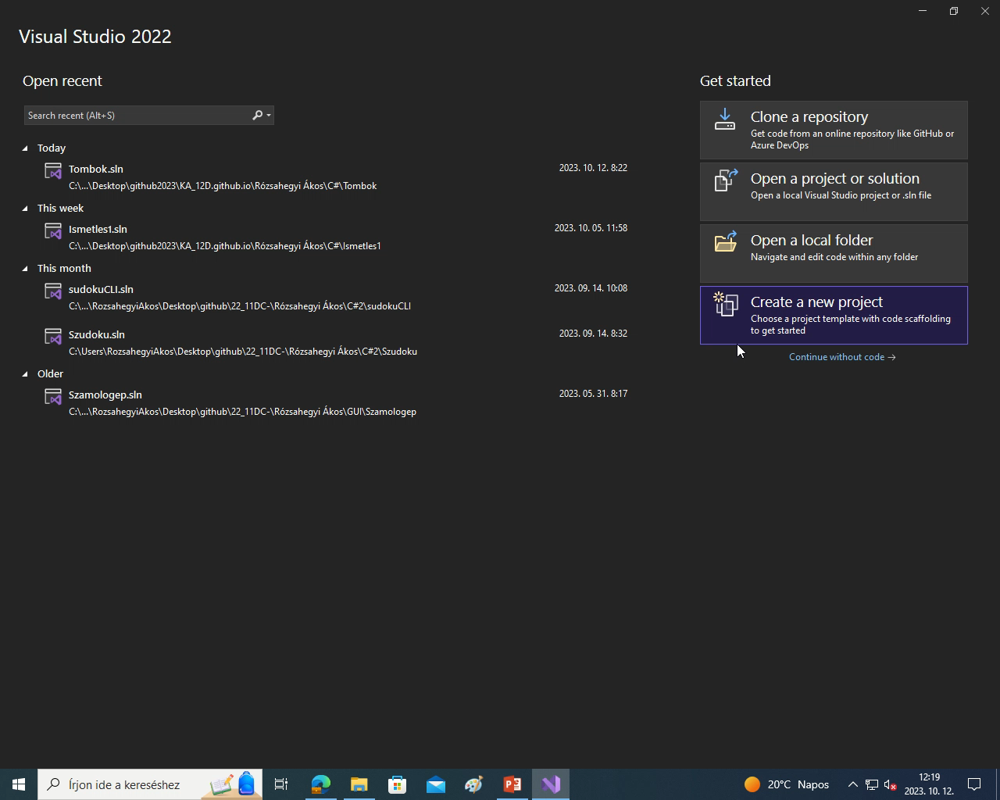 Visual Studio 2022
Open recent
Search recent (Alt+S)
Today
Tombok.sln
2023. 10. 12. 8:22
C:\...\Desktop\github2023\KA_12D.github.io\Rózsahegyi Ákos\C#\Tombok
This week
Ismetles1.sln
2023. 10. 05. 11:58
C:\...\Desktop\github2023\KA_12D.github.io\Rózsahegyi Ákos\C#\Ismetles1
This month
sudokuCLI.sln
2023. 09. 14. 10:08
C:\...\RozsahegyiAkos\Desktop\github\22_11DC-\Rózsahegyi Ákos\C#2\sudokuCLI
Szudoku.sln
2023. 09. 14. 8:32
C:\Users\RozsahegyiAkos\Desktop\github\22_11DC-\Rózsahegyi Ákos\C#2\Szudoku
Older
Szamologep.sln
2023. 05. 31. 8:17
C:\...\RozsahegyiAkos\Desktop\github\22_11DC-\Rózsahegyi Ákos\GUI\Szamologep
Get started
Clone a repository
Get code from an online repository like GitHub or
Azure DevOps
Open a project or solution
Open a local Visual Studio project or .sln file
Open a local folder
Navigate and edit code within any folder
Create a new project
Choose a project template with code scaffolding
to get started
Continue without code →
Írjon ide a kereséshez
20°C Napos
12:19
2023. 10. 12.